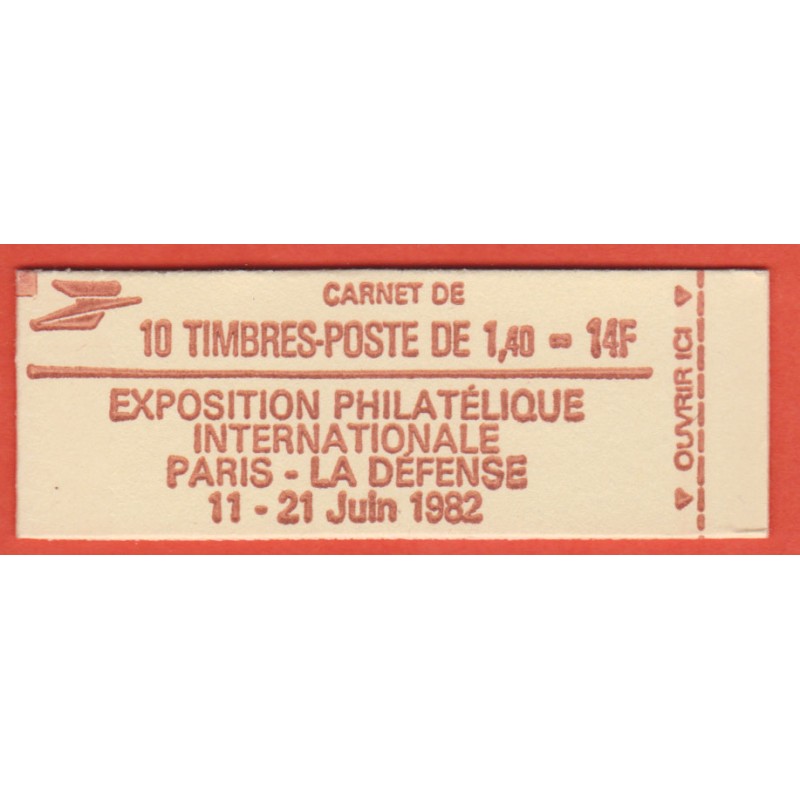 CARNET DE
10 TIMBRES-POSTE DE 1,40 = 14F
EXPOSITION PHILATÉLIQUE
INTERNATIONALE
PARIS - LA DÉFENSE
11 - 21 Juin 1982
OUVRIR ICI